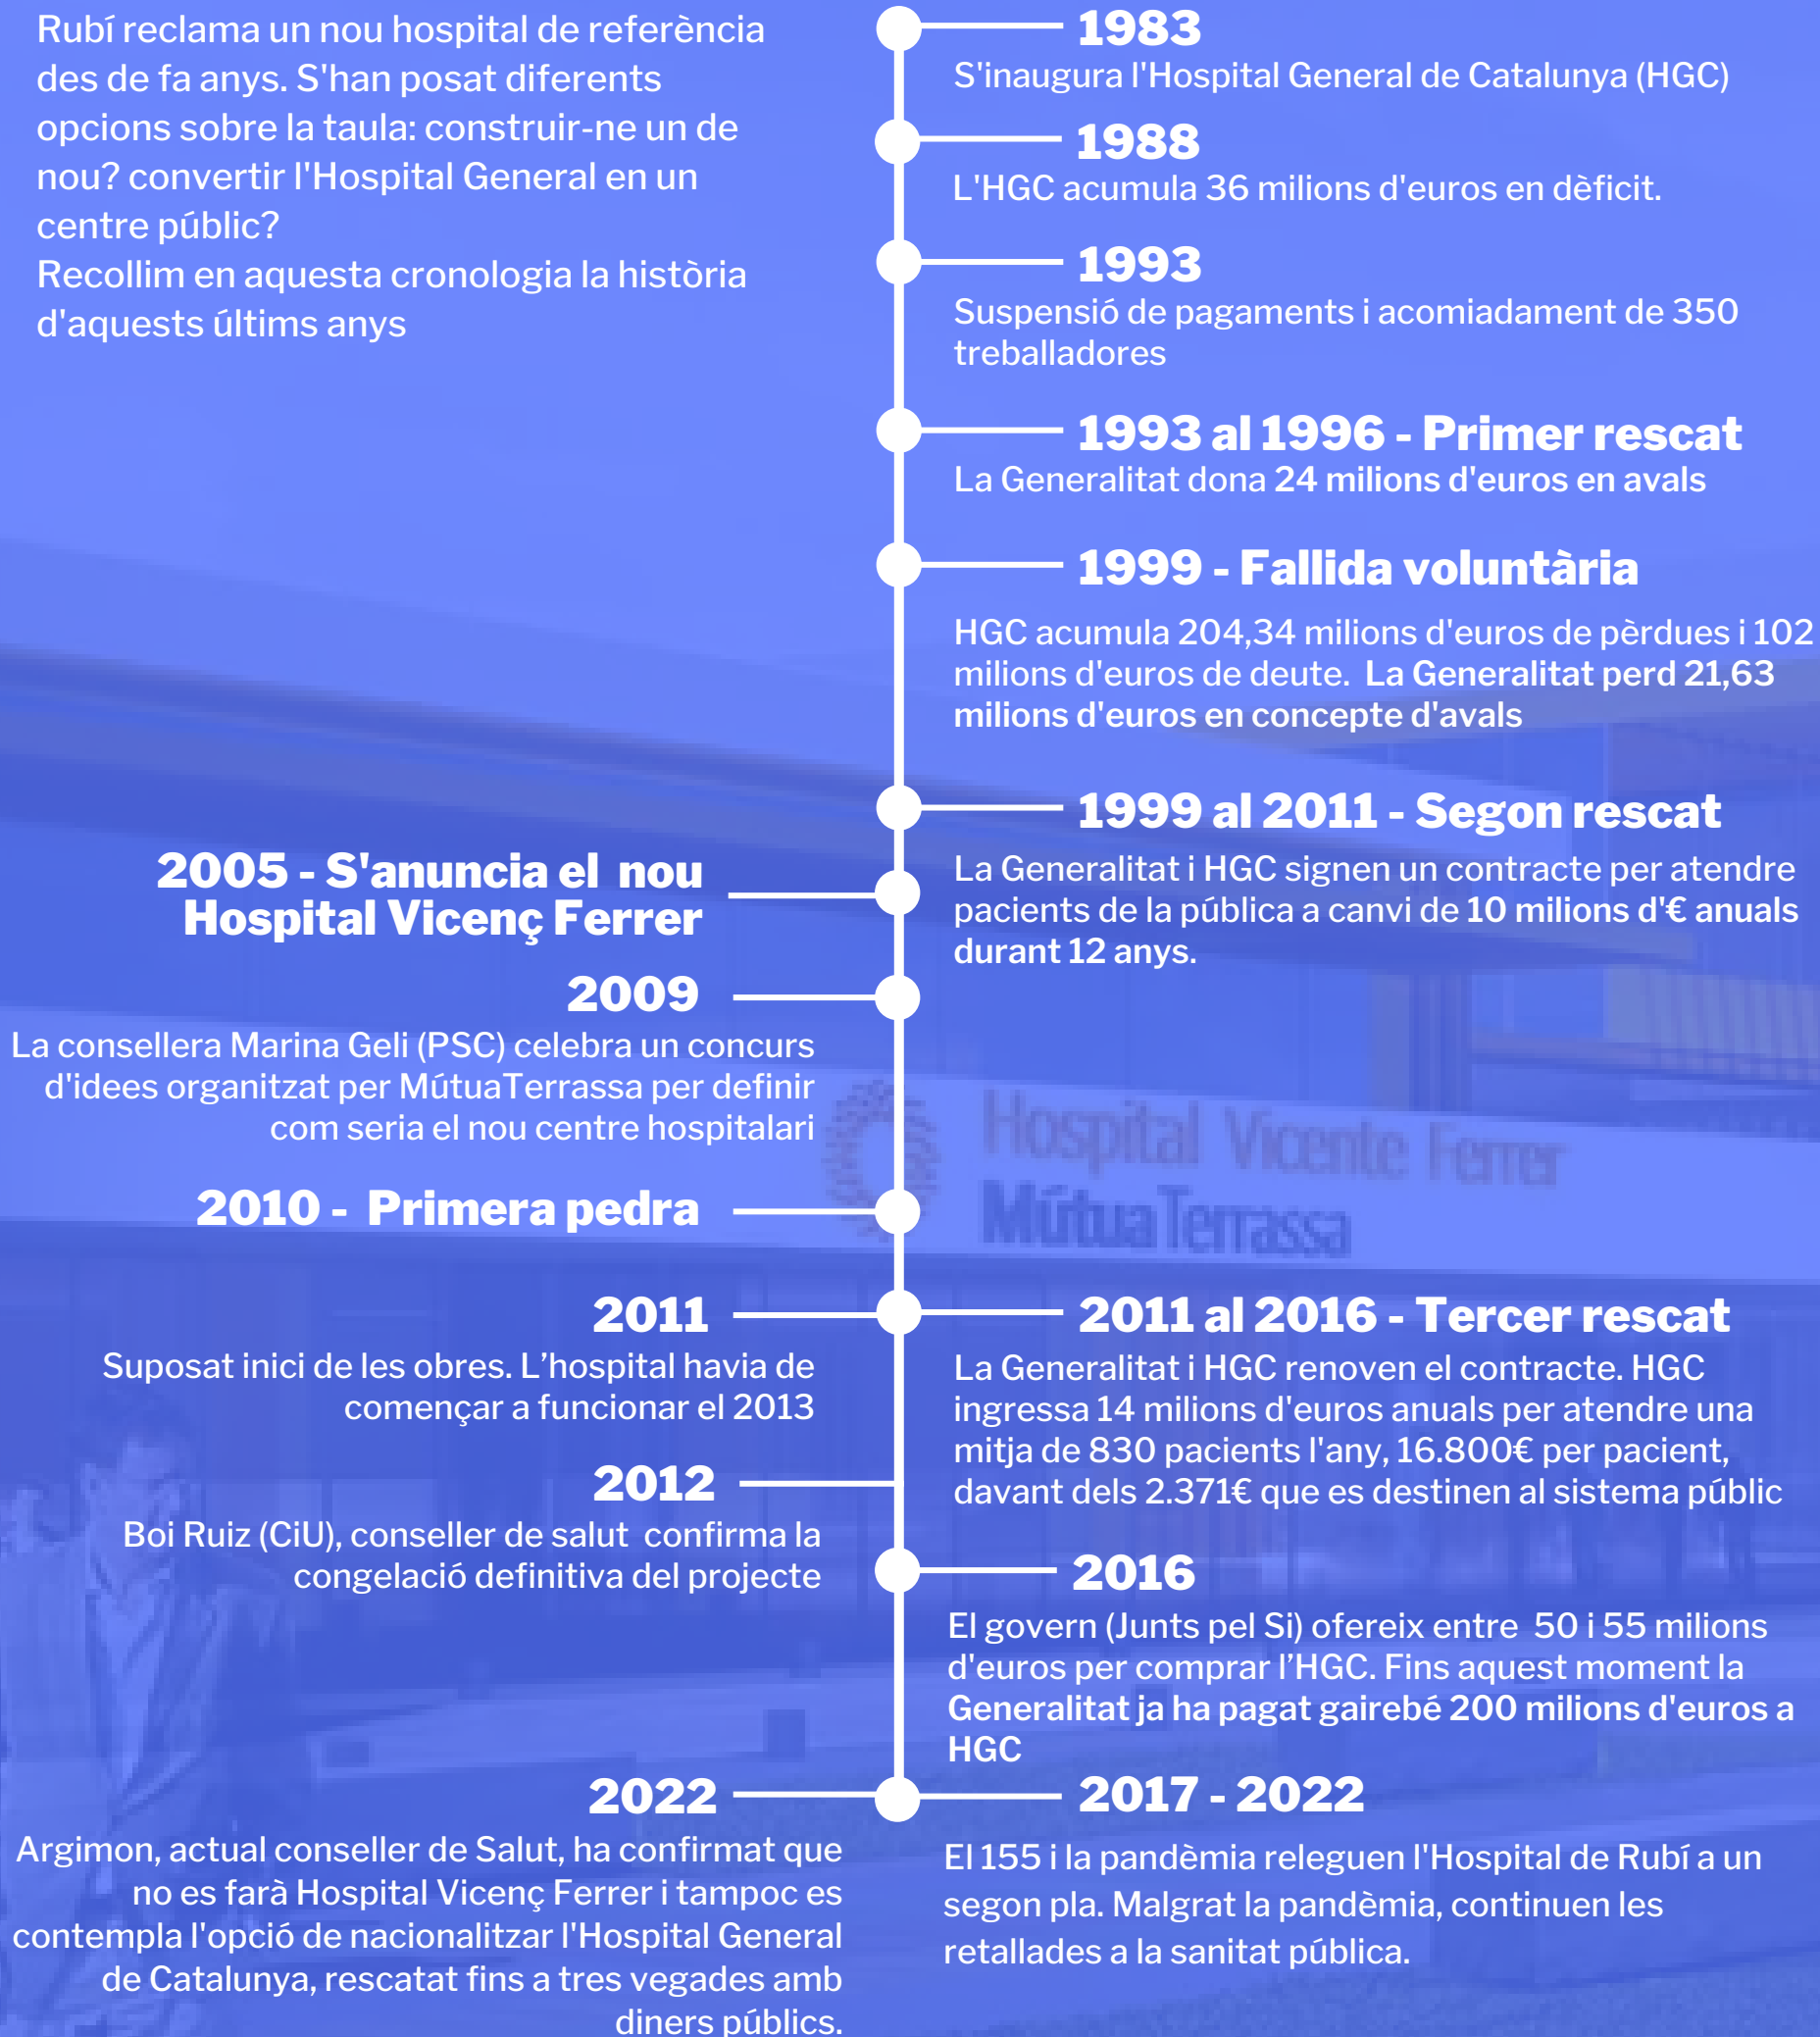 Rubí reclama un nou hospital de referència
des de fa anys. S'han posat diferents
opcions sobre la taula: construir-ne un de
nou? convertir l'Hospital General en un
centre públic?
Recollim en aquesta cronologia la història
d'aquests últims anys
1983
S'inaugura l'Hospital General de Catalunya (HGC)
1988
L'HGC acumula 36 milions d'euros en dèficit.
1993
Suspensió de pagaments i acomiadament de 350
treballadores
1993 al 1996 - Primer rescat
La Generalitat dona 24 milions d'euros en avals
1999 - Fallida voluntària
HGC acumula 204,34 milions d'euros de pèrdues i 102
milions d'euros de deute.  La Generalitat perd 21,63
milions d'euros en concepte d'avals
1999 al 2011 - Segon rescat
La Generalitat i HGC signen un contracte per atendre
pacients de la pública a canvi de 10 milions d'€ anuals
durant 12 anys.
2005 - S'anuncia el  nou
Hospital Vicenç Ferrer
2009
La consellera Marina Geli (PSC) celebra un concurs
d'idees organitzat per MútuaTerrassa per definir
com seria el nou centre hospitalari
Hospital Vicente Ferrer
MútuaTerrassa
2010 -  Primera pedra
2011
Suposat inici de les obres. L’hospital havia de
començar a funcionar el 2013
2011 al 2016 - Tercer rescat
La Generalitat i HGC renoven el contracte. HGC
ingressa 14 milions d'euros anuals per atendre una
mitja de 830 pacients l'any, 16.800€ per pacient,
davant dels 2.371€ que es destinen al sistema públic
2012
Boi Ruiz (CiU), conseller de salut  confirma la
congelació definitiva del projecte
2016
El govern (Junts pel Si) ofereix entre  50 i 55 milions
d'euros per comprar l’HGC. Fins aquest moment la
Generalitat ja ha pagat gairebé 200 milions d'euros a
HGC
2022
Argimon, actual conseller de Salut, ha confirmat que
no es farà Hospital Vicenç Ferrer i tampoc es
contempla l'opció de nacionalitzar l'Hospital General
de Catalunya, rescatat fins a tres vegades amb
diners públics.
2017 - 2022
El 155 i la pandèmia releguen l'Hospital de Rubí a un
segon pla. Malgrat la pandèmia, continuen les
retallades a la sanitat pública.